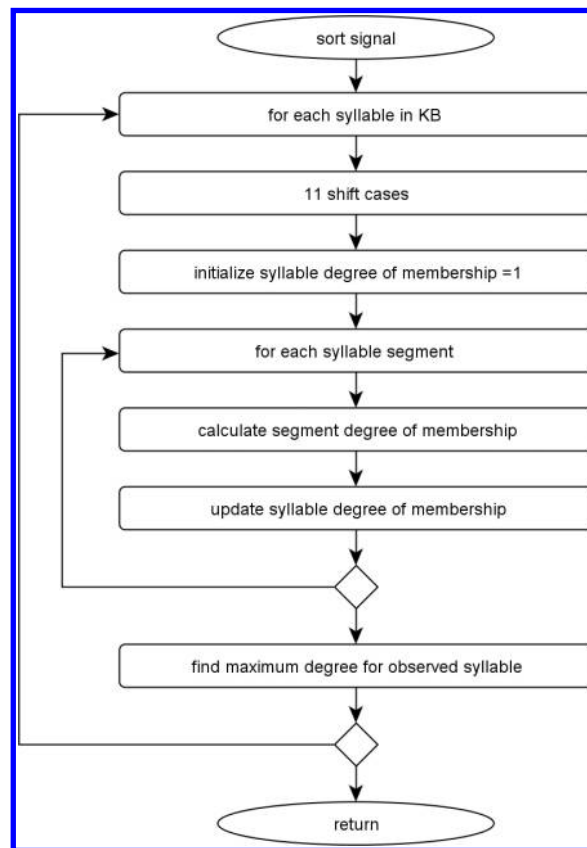 sort signal
for each syllable in KB
11 shift cases
initialize syllable degree of membership =1
for each syllable segment
calculate segment degree of membership
update syllable degree of membership
find maximum degree for observed syllable
return